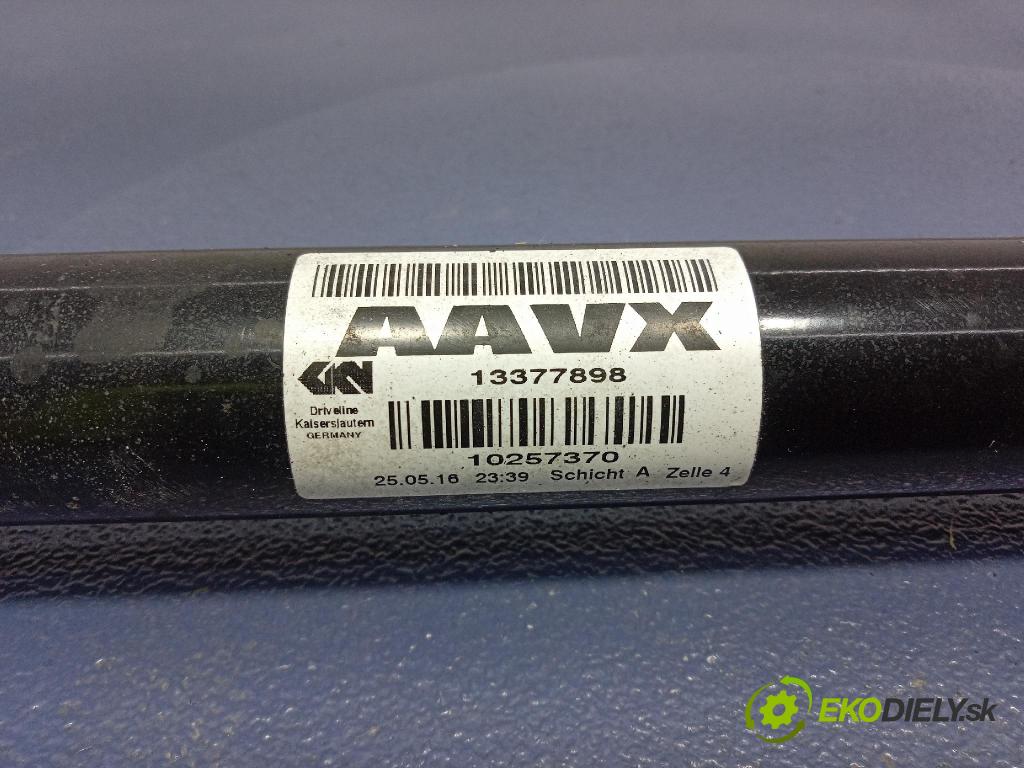 AAVX
13377898
GKN
Driveline
Kaiserslautern
GERMANY
10257370
25.05.16 23:39 Schicht A Zelle 4
EKODIELY.sk